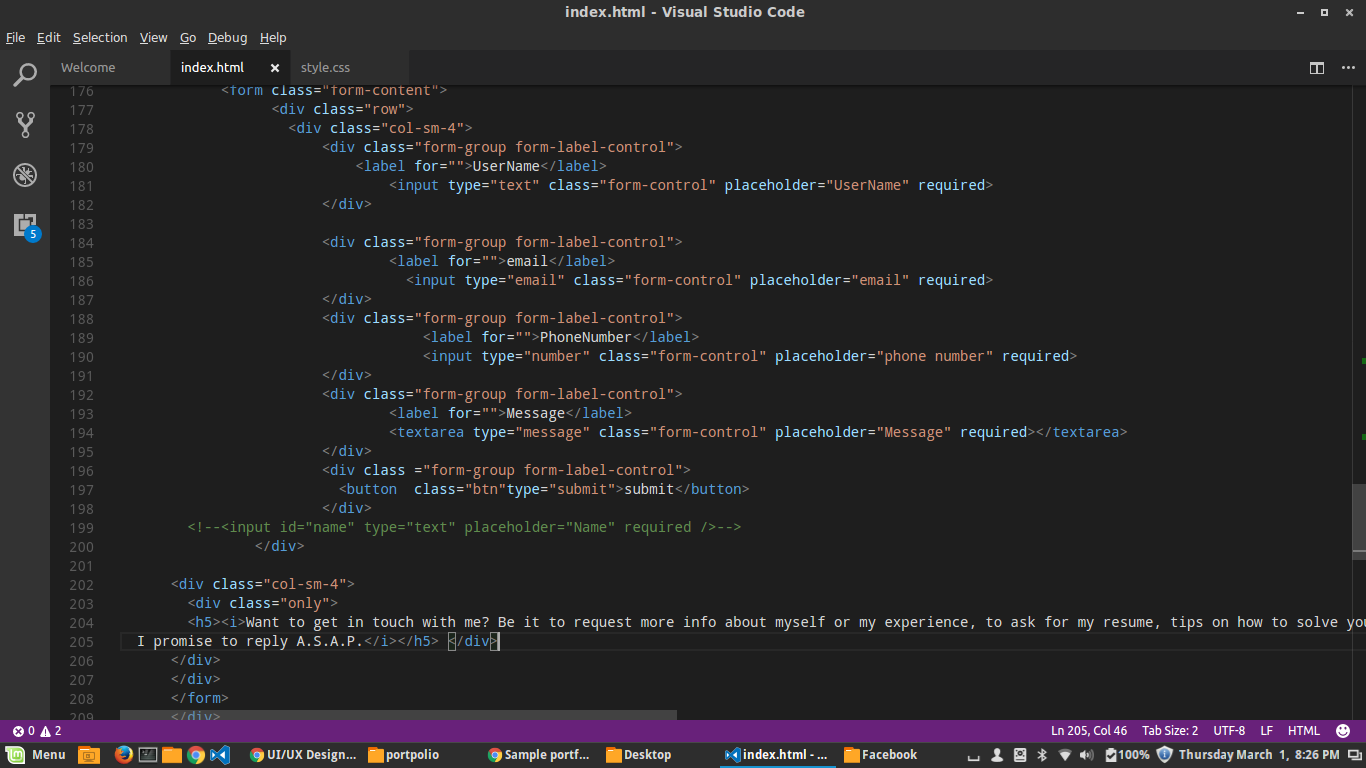 index.html - Visual Studio Code
File Edit Selection View Go Debug Help
Welcome index.html style.css
176 <form class="form-content">
177 <div class="row">
178 <div class="col-sm-4">
179 <div class="form-group form-label-control">
180 <label for="">UserName</label>
181 <input type="text" class="form-control" placeholder="UserName" required>
182 </div>
183
184 <div class="form-group form-label-control">
185 <label for="">email</label>
186 <input type="email" class="form-control" placeholder="email" required>
187 </div>
188 <div class="form-group form-label-control">
189 <label for="">PhoneNumber</label>
190 <input type="number" class="form-control" placeholder="phone number" required>
191 </div>
192 <div class="form-group form-label-control">
193 <label for="">Message</label>
194 <textarea type="message" class="form-control" placeholder="Message" required></textarea>
195 </div>
196 <div class ="form-group form-label-control">
197 <button  class="btn"type="submit">submit</button>
198 </div>
199 <!--<input id="name" type="text" placeholder="Name" required />-->
200 </div>
201
202 <div class="col-sm-4">
203 <div class="only">
204 <h5><i>Want to get in touch with me? Be it to request more info about myself or my experience, to ask for my resume, tips on how to solve you
205 I promise to reply A.S.A.P.</i></h5> </div>
206 </div>
207 </div>
208 </form>
209 </div>
5
0 2 Ln 205, Col 46 Tab Size: 2 UTF-8 LF HTML
Menu UI/UX Design... portpolio Sample portf... Desktop index.html - ... Facebook 100% Thursday March 1, 8:26 PM